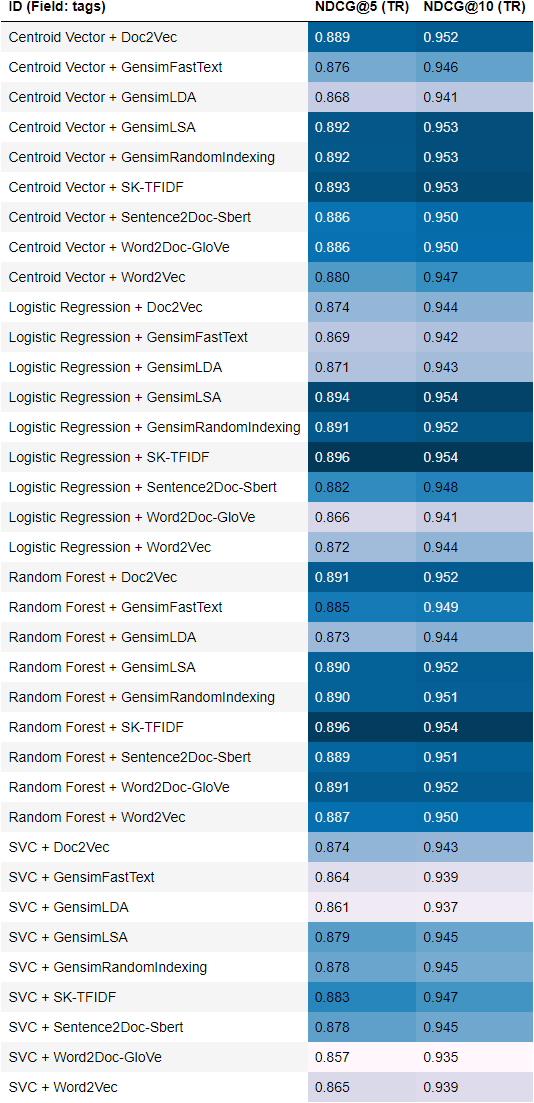 ID (Field: tags) NDCG@5 (TR) NDCG@10 (TR)
Centroid Vector + Doc2Vec 0.889 0.952
Centroid Vector + GensimFastText 0.876 0.946
Centroid Vector + GensimLDA 0.868 0.941
Centroid Vector + GensimLSA 0.892 0.953
Centroid Vector + GensimRandomIndexing 0.892 0.953
Centroid Vector + SK-TFIDF 0.893 0.953
Centroid Vector + Sentence2Doc-Sbert 0.886 0.950
Centroid Vector + Word2Doc-GloVe 0.886 0.950
Centroid Vector + Word2Vec 0.880 0.947
Logistic Regression + Doc2Vec 0.874 0.944
Logistic Regression + GensimFastText 0.869 0.942
Logistic Regression + GensimLDA 0.871 0.943
Logistic Regression + GensimLSA 0.894 0.954
Logistic Regression + GensimRandomIndexing 0.891 0.952
Logistic Regression + SK-TFIDF 0.896 0.954
Logistic Regression + Sentence2Doc-Sbert 0.882 0.948
Logistic Regression + Word2Doc-GloVe 0.866 0.941
Logistic Regression + Word2Vec 0.872 0.944
Random Forest + Doc2Vec 0.891 0.952
Random Forest + GensimFastText 0.885 0.949
Random Forest + GensimLDA 0.873 0.944
Random Forest + GensimLSA 0.890 0.952
Random Forest + GensimRandomIndexing 0.890 0.951
Random Forest + SK-TFIDF 0.896 0.954
Random Forest + Sentence2Doc-Sbert 0.889 0.951
Random Forest + Word2Doc-GloVe 0.891 0.952
Random Forest + Word2Vec 0.887 0.950
SVC + Doc2Vec 0.874 0.943
SVC + GensimFastText 0.864 0.939
SVC + GensimLDA 0.861 0.937
SVC + GensimLSA 0.879 0.945
SVC + GensimRandomIndexing 0.878 0.945
SVC + SK-TFIDF 0.883 0.947
SVC + Sentence2Doc-Sbert 0.878 0.945
SVC + Word2Doc-GloVe 0.857 0.935
SVC + Word2Vec 0.865 0.939